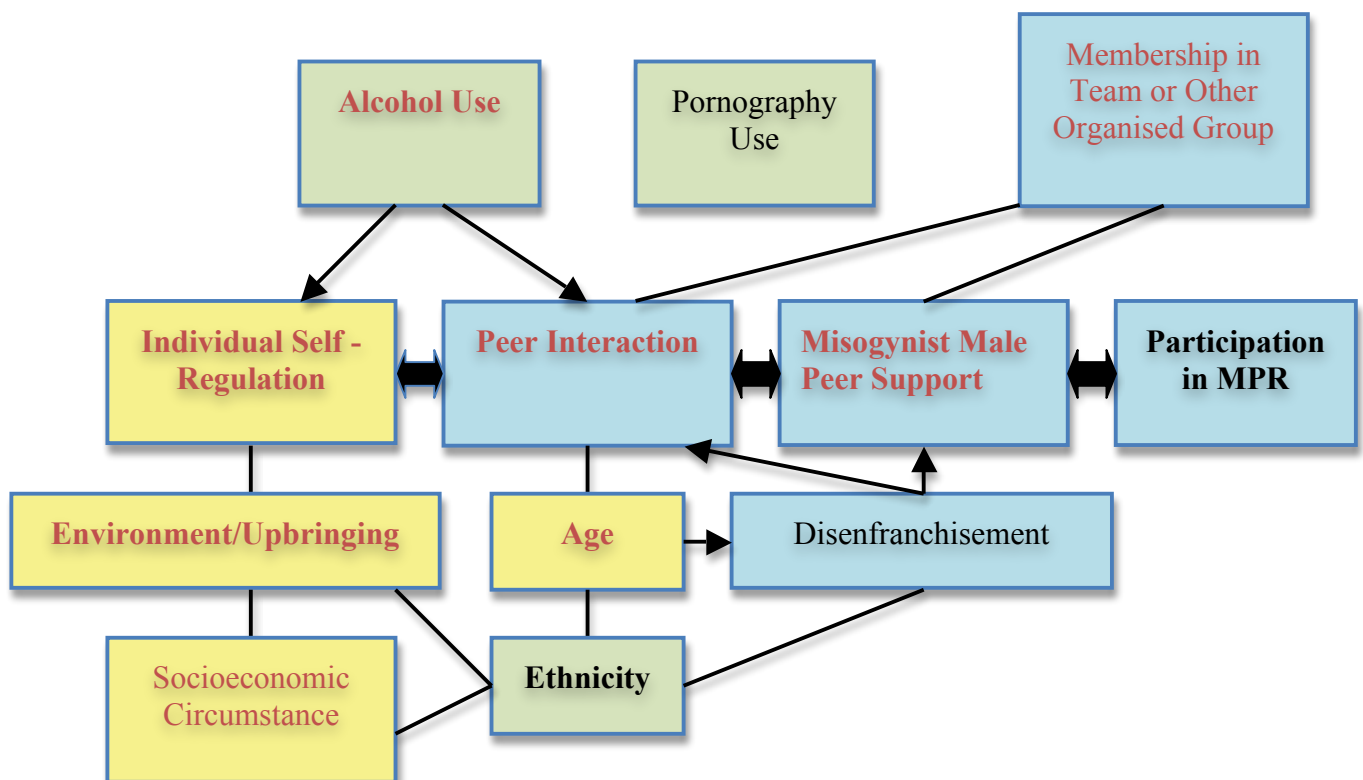 Alcohol Use
Pornography
Use
Membership in
Team or Other
Organised Group
Individual Self -
Regulation
Peer Interaction
Misogynist Male
Peer Support
Participation
in MPR
Environment/Upbringing
Age
Disenfranchisement
Socioeconomic
Circumstance
Ethnicity